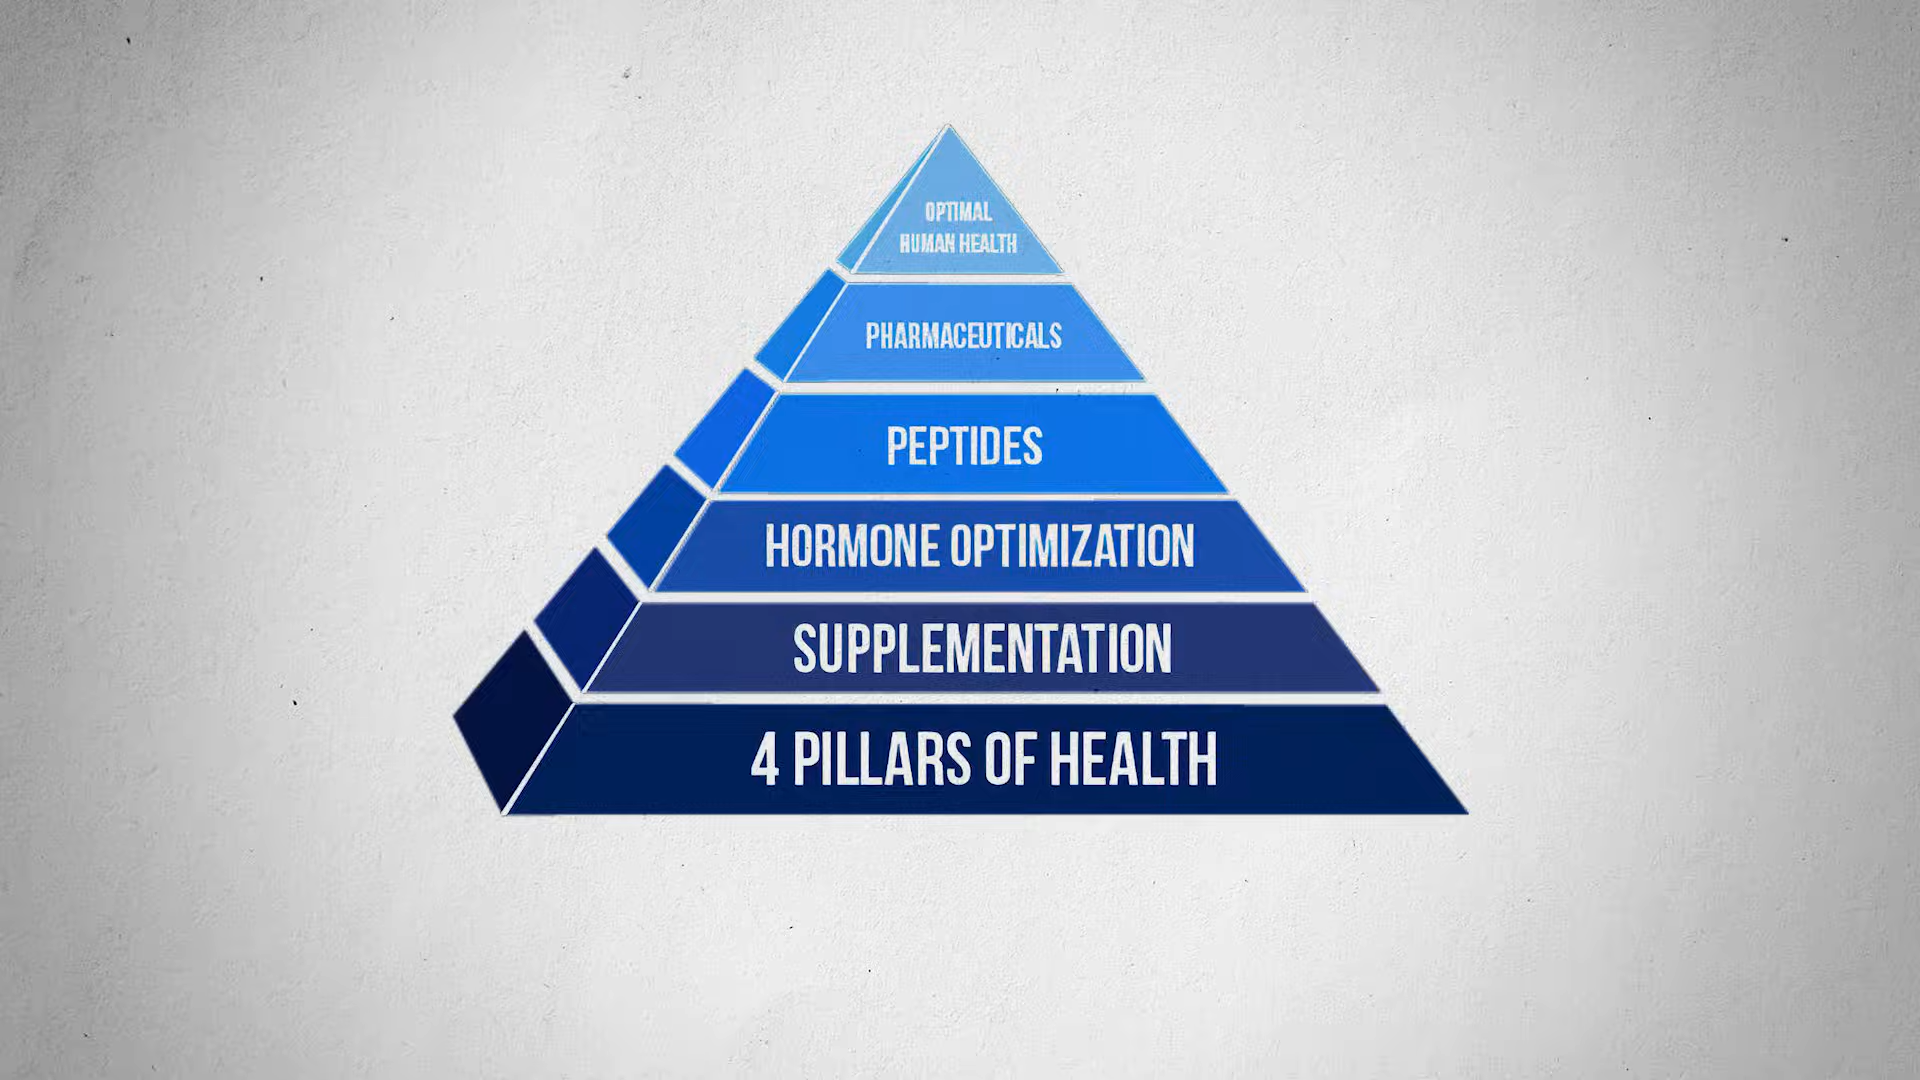 OPTIMAL
HUMAN HEALTH
PHARMACEUTICALS
PEPTIDES
HORMONE OPTIMIZATION
SUPPLEMENTATION
4 PILLARS OF HEALTH